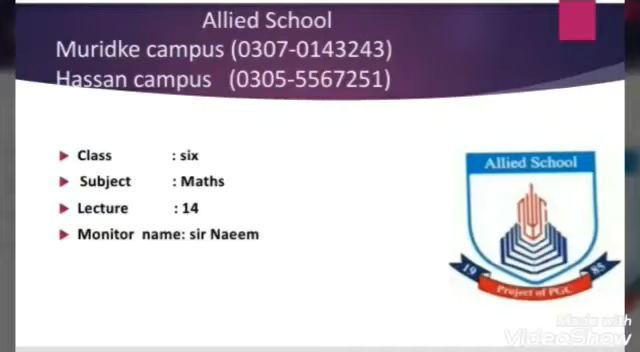 Allied School
Muridke campus (0307-0143243)
Hassan campus (0305-5567251)
Class : six
Subject : Maths
Lecture : 14
Monitor name: sir Naeem
Allied School
19 85
Project of PGC
Made with
VideoShow